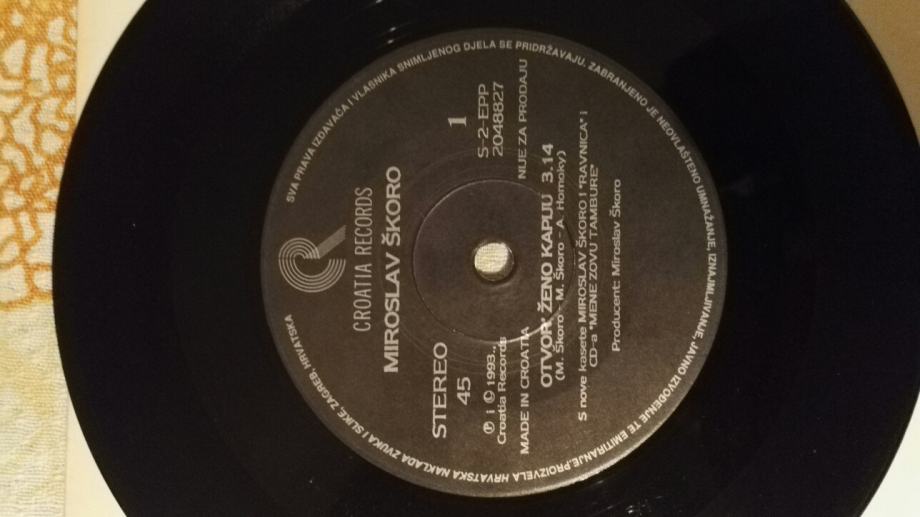 CROATIA RECORDS
MIROSLAV ŠKORO
STEREO
45
1
S-2-EPP
2048827
℗ i © 1993.,
Croatia Records
MADE IN CROATIA
NIJE ZA PRODAJU
OTVOR' ŽENO KAPIJU 3.14
(M. Škoro - M. Škoro - A. Homoky)
S nove kasete MIROSLAV ŠKORO I "RAVNICA" i
CD-a "MENE ZOVU TAMBURE"
Producent: Miroslav Škoro
SVA PRAVA IZDAVAČA I VLASNIKA SNIMLJENOG DJELA SE PRIDRŽAVAJU. ZABRANJENO JE NEOVLAŠTENO UMNAŽANJE, IZNAJMLJIVANJE, JAVNO IZVOĐENJE TE EMITIRANJE. PROIZVELA HRVATSKA NAKLADA ZVUKA I SLIKE, ZAGREB, HRVATSKA